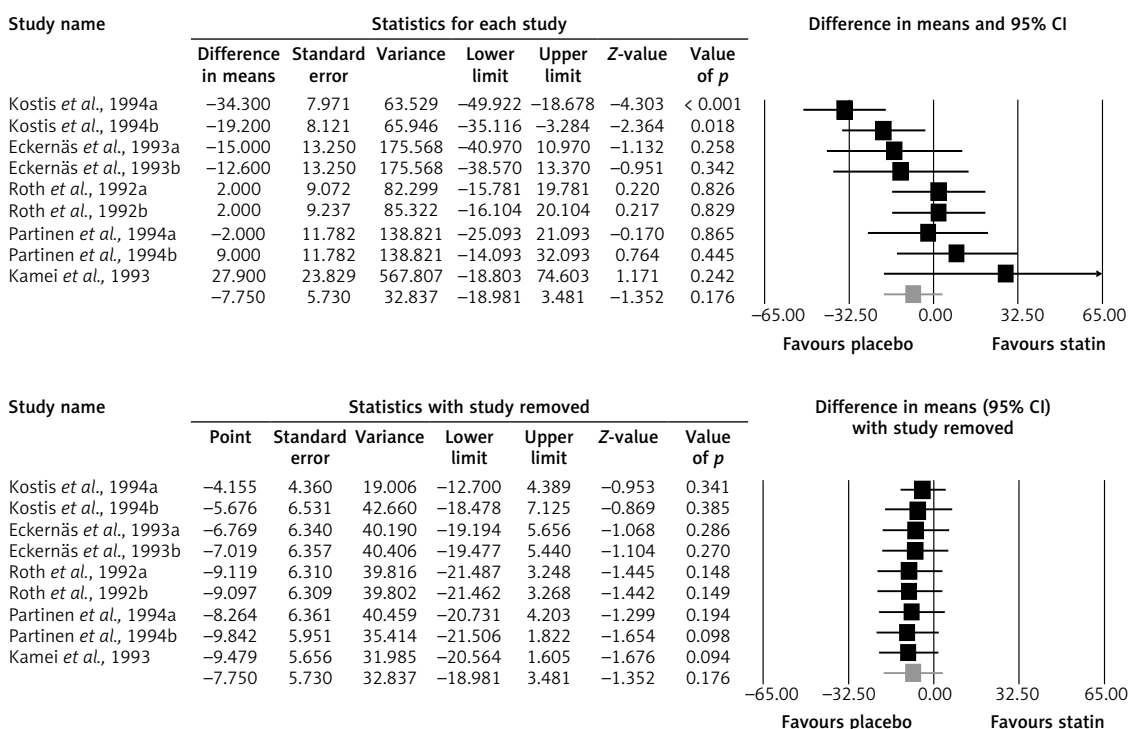 Study name Statistics for each study Difference in means and 95% CI
Difference Standard Variance Lower Upper Z-value Value
in means error limit limit of p
Kostis et al., 1994a −34.300 7.971 63.529 −49.922 −18.678 −4.303 < 0.001
Kostis et al., 1994b −19.200 8.121 65.946 −35.116 −3.284 −2.364 0.018
Eckernäs et al., 1993a −15.000 13.250 175.568 −40.970 10.970 −1.132 0.258
Eckernäs et al., 1993b −12.600 13.250 175.568 −38.570 13.370 −0.951 0.342
Roth et al., 1992a 2.000 9.072 82.299 −15.781 19.781 0.220 0.826
Roth et al., 1992b 2.000 9.237 85.322 −16.104 20.104 0.217 0.829
Partinen et al., 1994a −2.000 11.782 138.821 −25.093 21.093 −0.170 0.865
Partinen et al., 1994b 9.000 11.782 138.821 −14.093 32.093 0.764 0.445
Kamei et al., 1993 27.900 23.829 567.807 −18.803 74.603 1.171 0.242
−7.750 5.730 32.837 −18.981 3.481 −1.352 0.176
−65.00 −32.50 0.00 32.50 65.00
Favours placebo Favours statin
Study name Statistics with study removed Difference in means (95% CI)
with study removed
Point Standard Variance Lower Upper Z-value Value
error limit limit of p
Kostis et al., 1994a −4.155 4.360 19.006 −12.700 4.389 −0.953 0.341
Kostis et al., 1994b −5.676 6.531 42.660 −18.478 7.125 −0.869 0.385
Eckernäs et al., 1993a −6.769 6.340 40.190 −19.194 5.656 −1.068 0.286
Eckernäs et al., 1993b −7.019 6.357 40.406 −19.477 5.440 −1.104 0.270
Roth et al., 1992a −9.119 6.310 39.816 −21.487 3.248 −1.445 0.148
Roth et al., 1992b −9.097 6.309 39.802 −21.462 3.268 −1.442 0.149
Partinen et al., 1994a −8.264 6.361 40.459 −20.731 4.203 −1.299 0.194
Partinen et al., 1994b −9.842 5.951 35.414 −21.506 1.822 −1.654 0.098
Kamei et al., 1993 −9.479 5.656 31.985 −20.564 1.605 −1.676 0.094
−7.750 5.730 32.837 −18.981 3.481 −1.352 0.176
−65.00 −32.50 0.00 32.50 65.00
Favours placebo Favours statin